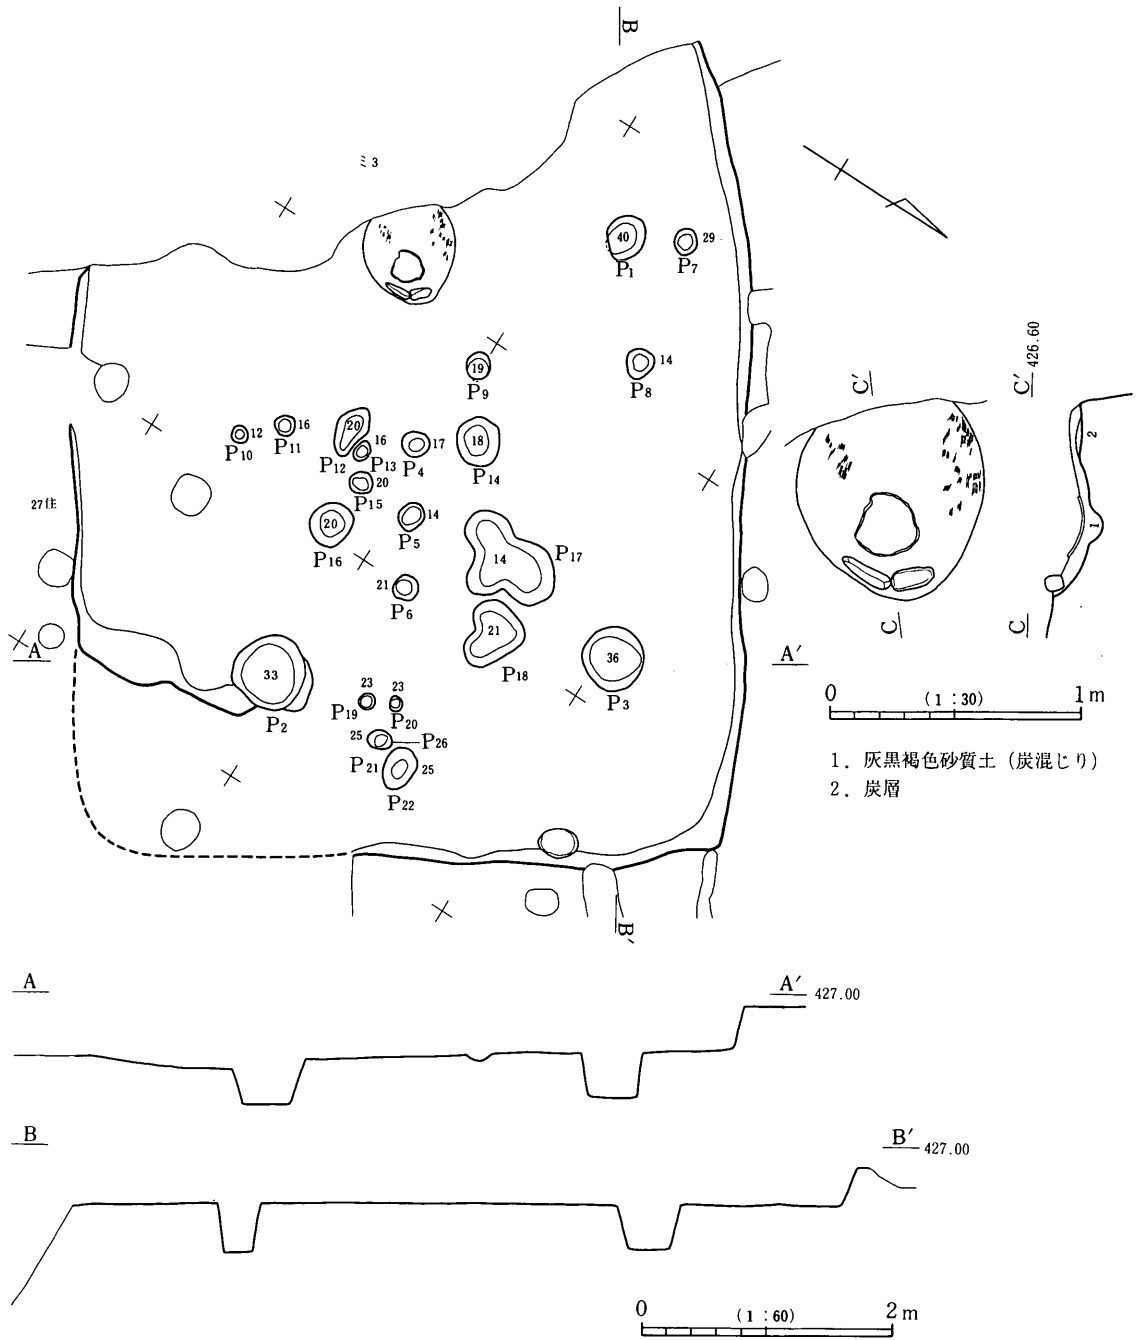 B
ミ3
40
P1
29
P7
19
P9
14
P8
C'
C'
426.60
2
1
12
P10
16
P11
20
P12
16
P13
17
P4
18
P14
20
P15
20
P16
14
P5
27住
14
P17
21
P6
21
P18
A
A'
33
P2
36
P3
C
C
23
P19
23
P20
25
P26
P21
25
P22
0 (1:30) 1m
1. 灰黒褐色砂質土（炭混じり）
2. 炭層
B'
A
A' 427.00
B
B' 427.00
0 (1:60) 2m